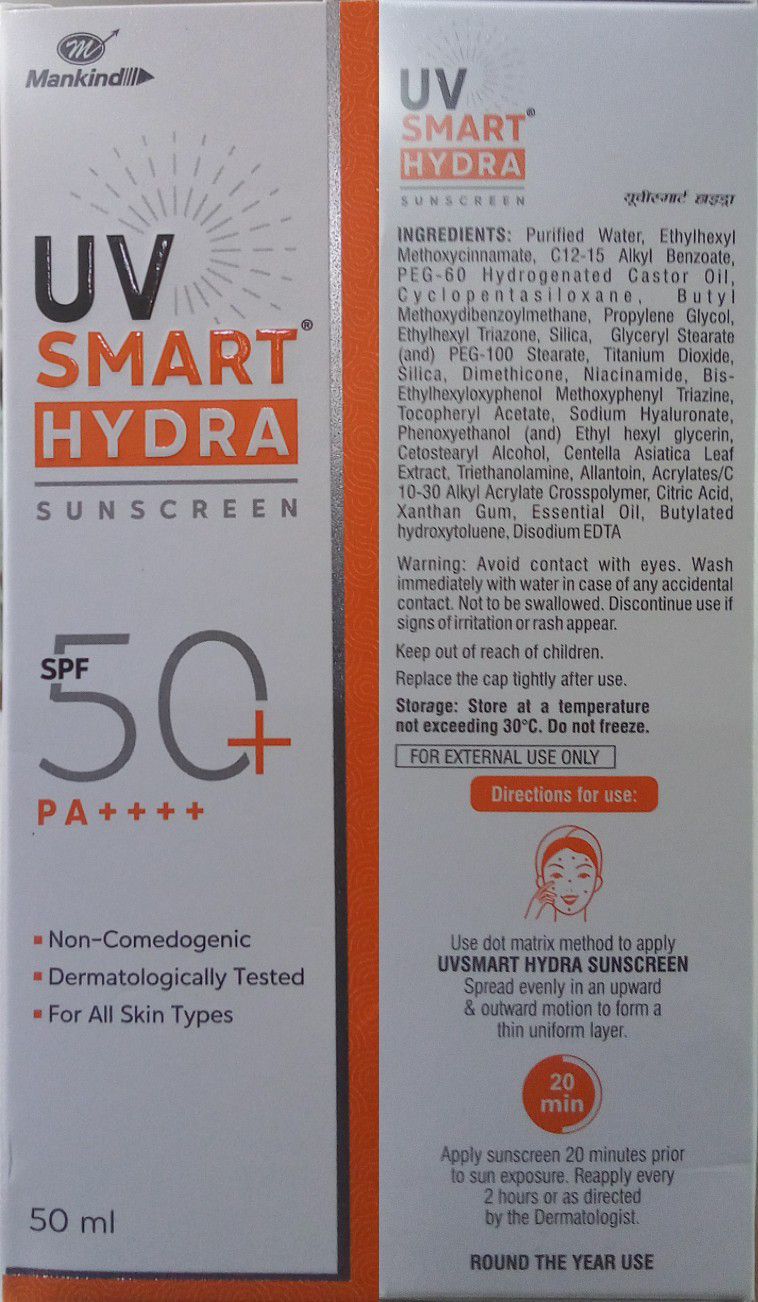 m
Mankind
UV
SMART®
HYDRA
SUNSCREEN
SPF
50+
PA++++
Non-Comedogenic
Dermatologically Tested
For All Skin Types
50 ml
UV
SMART®
HYDRA
SUNSCREEN
यूवीस्मार्ट हाइड्रा
INGREDIENTS: Purified Water, Ethylhexyl
Methoxycinnamate, C12-15 Alkyl Benzoate,
PEG-60 Hydrogenated Castor Oil,
Cyclopentasiloxane, Butyl
Methoxydibenzoylmethane, Propylene Glycol,
Ethylhexyl Triazone, Silica, Glyceryl Stearate
(and) PEG-100 Stearate, Titanium Dioxide,
Silica, Dimethicone, Niacinamide, Bis-
Ethylhexyloxyphenol Methoxyphenyl Triazine,
Tocopheryl Acetate, Sodium Hyaluronate,
Phenoxyethanol (and) Ethyl hexyl glycerin,
Cetostearyl Alcohol, Centella Asiatica Leaf
Extract, Triethanolamine, Allantoin, Acrylates/C
10-30 Alkyl Acrylate Crosspolymer, Citric Acid,
Xanthan Gum, Essential Oil, Butylated
hydroxytoluene, Disodium EDTA
Warning: Avoid contact with eyes. Wash
immediately with water in case of any accidental
contact. Not to be swallowed. Discontinue use if
signs of irritation or rash appear.
Keep out of reach of children.
Replace the cap tightly after use.
Storage: Store at a temperature
not exceeding 30°C. Do not freeze.
FOR EXTERNAL USE ONLY
Directions for use:
Use dot matrix method to apply
UVSMART HYDRA SUNSCREEN
Spread evenly in an upward
& outward motion to form a
thin uniform layer.
20
min
Apply sunscreen 20 minutes prior
to sun exposure. Reapply every
2 hours or as directed
by the Dermatologist.
ROUND THE YEAR USE